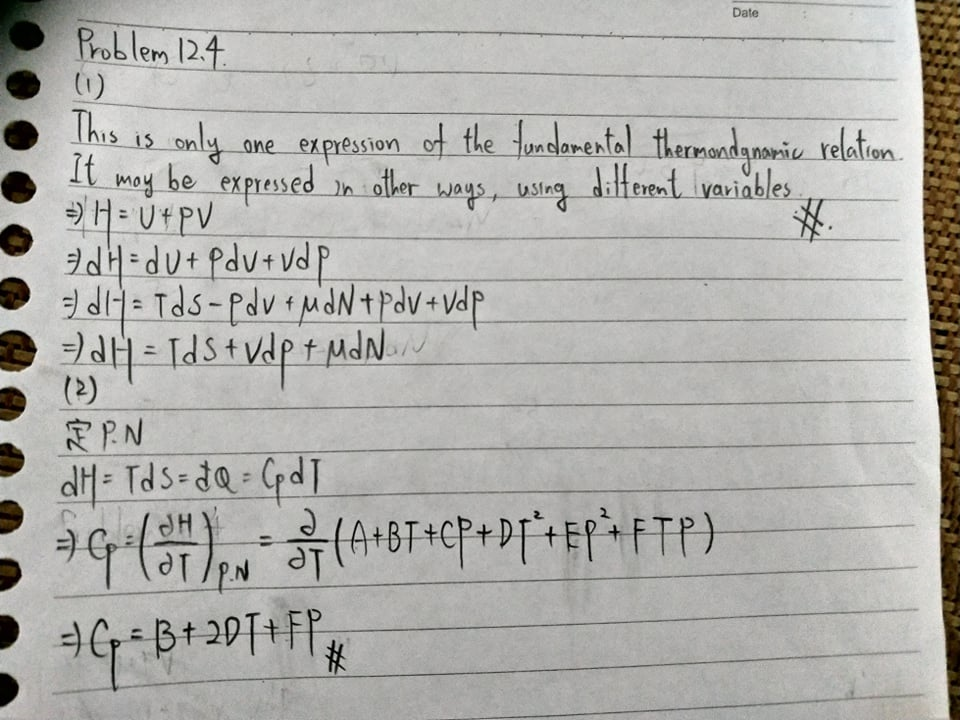 Date
Problem 12.4.
(1)
This is only one expression of the fundamental thermondgnamic relation.
It may be expressed in other ways, using different variables.
#.
⇒ H = U + PV
⇒ dH = dU + Pdv + Vdp
⇒ dH = TdS - Pdv + μdN + Pdv + Vdp
⇒ dH = TdS + Vdp + μdN
(2)
定 P.N
dH = TdS = đQ = CpdT
⇒ Cp = (∂H/∂T)P.N = ∂/∂T (A+BT+CP+DT²+EP²+FTP)
⇒ Cp = B + 2DT + FP #